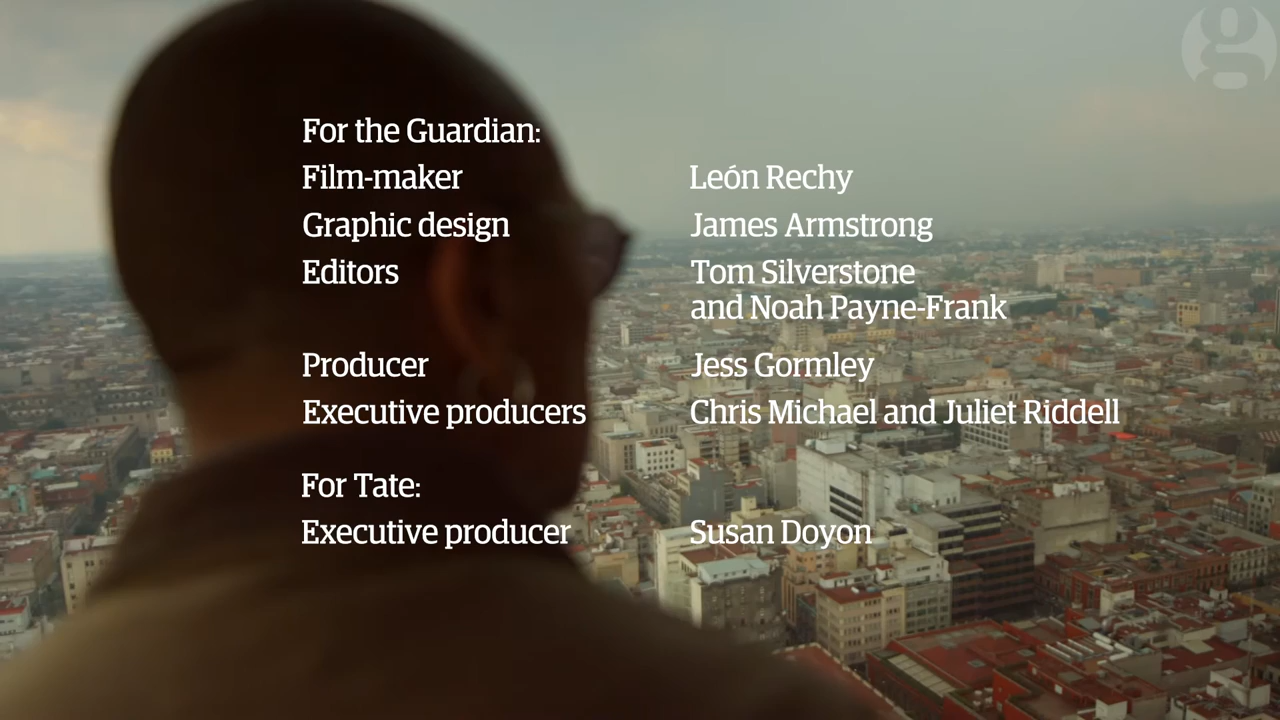 For the Guardian:
Film-maker León Rechy
Graphic design James Armstrong
Editors Tom Silverstone
and Noah Payne-Frank
Producer Jess Gormley
Executive producers Chris Michael and Juliet Riddell
For Tate:
Executive producer Susan Doyon
g